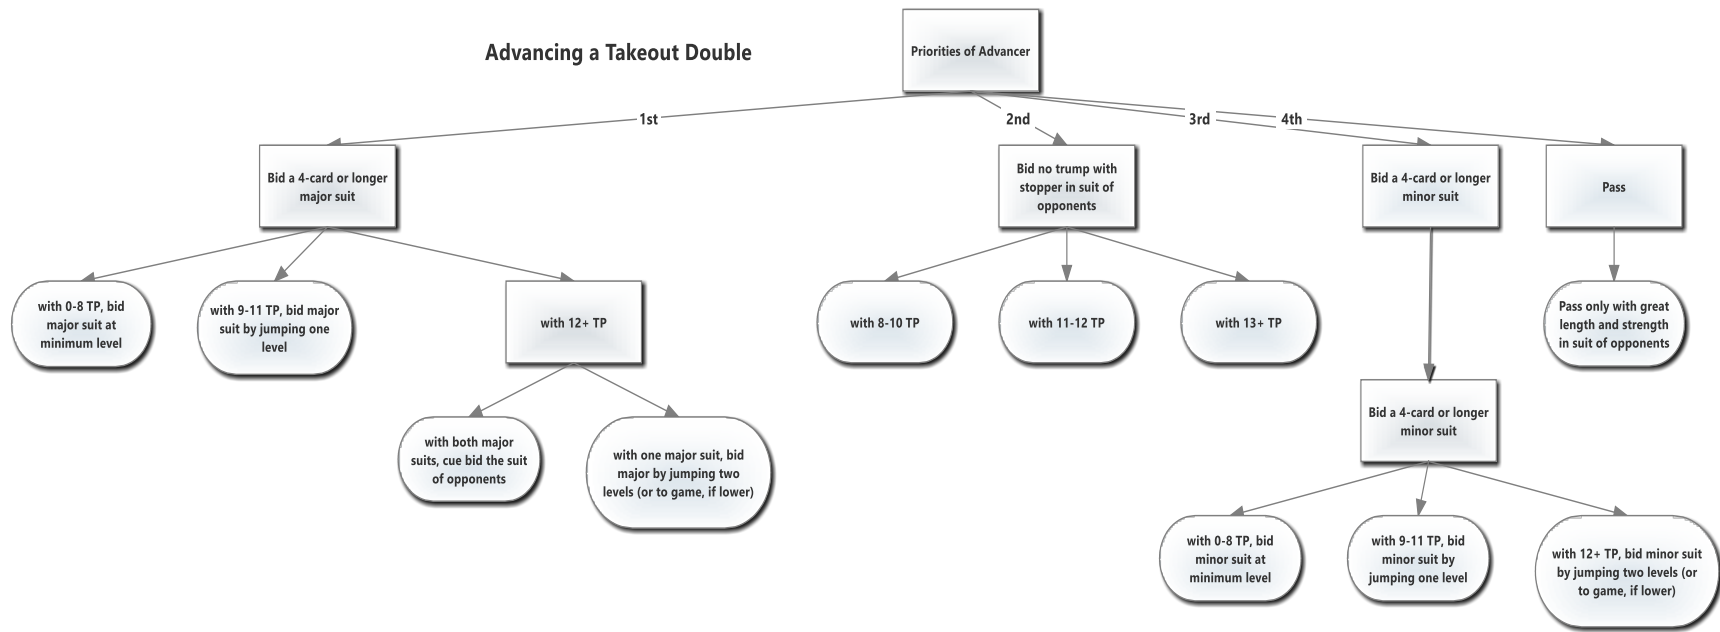 Advancing a Takeout Double
Priorities of Advancer
1st
2nd
3rd
4th
Bid a 4-card or longer
major suit
Bid no trump with
stopper in suit of
opponents
Bid a 4-card or longer
minor suit
Pass
with 0-8 TP, bid
major suit at
minimum level
with 9-11 TP, bid major
suit by jumping one
level
with 12+ TP
with 8-10 TP
with 11-12 TP
with 13+ TP
Pass only with great
length and strength
in suit of opponents
with both major
suits, cue bid the suit
of opponents
with one major suit, bid
major by jumping two
levels (or to game, if lower)
Bid a 4-card or longer
minor suit
with 0-8 TP, bid
minor suit at
minimum level
with 9-11 TP, bid
minor suit by
jumping one level
with 12+ TP, bid minor suit
by jumping two levels (or
to game, if lower)